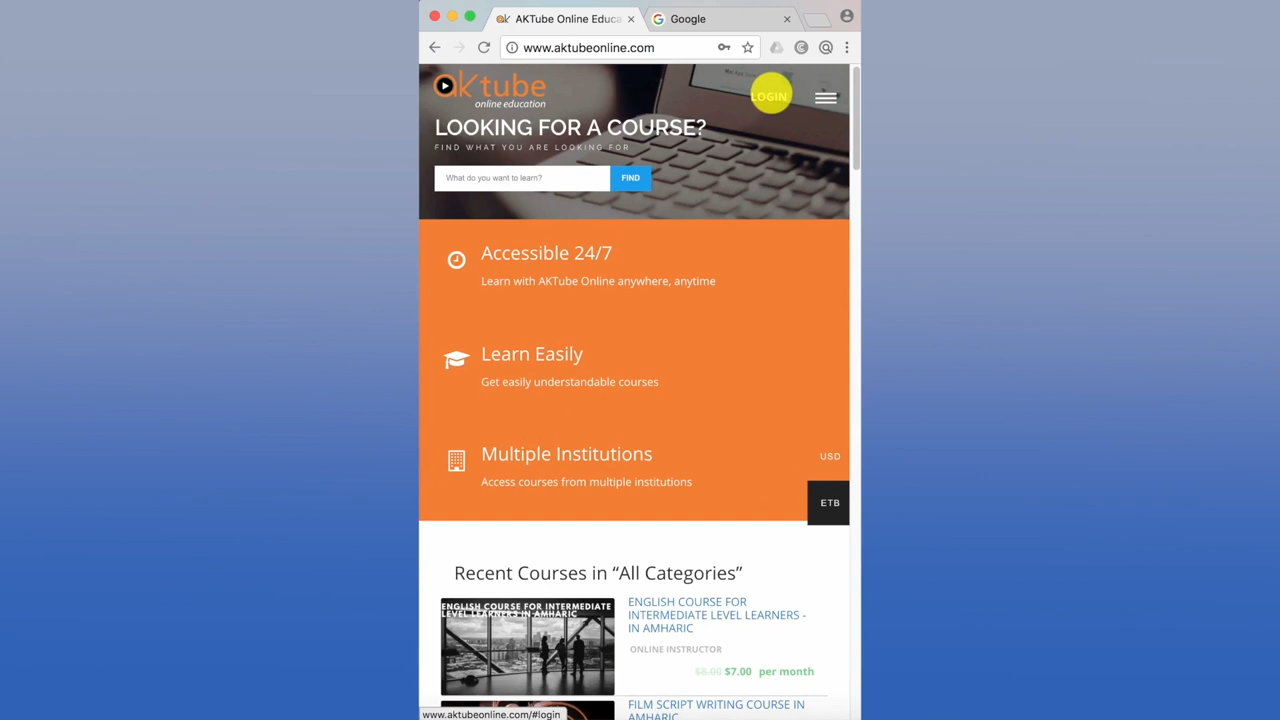 AKTube Online Educa
Google
www.aktubeonline.com
aktube
online education
LOGIN
LOOKING FOR A COURSE?
FIND WHAT YOU ARE LOOKING FOR
What do you want to learn?
FIND
Accessible 24/7
Learn with AKTube Online anywhere, anytime
Learn Easily
Get easily understandable courses
Multiple Institutions
Access courses from multiple institutions
USD
ETB
Recent Courses in “All Categories”
ENGLISH COURSE FOR INTERMEDIATE
LEVEL LEARNERS IN AMHARIC
ENGLISH COURSE FOR
INTERMEDIATE LEVEL LEARNERS -
IN AMHARIC
ONLINE INSTRUCTOR
$8.00 $7.00 per month
FILM SCRIPT WRITING COURSE IN
AMHARIC
www.aktubeonline.com/#login